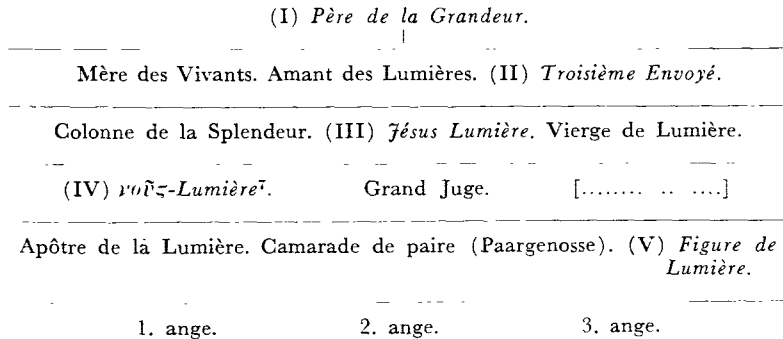 (I) Père de la Grandeur.
Mère des Vivants. Amant des Lumières. (II) Troisième Envoyé.
Colonne de la Splendeur. (III) Jésus Lumière. Vierge de Lumière.
(IV) νοῦς-Lumière⁷. Grand Juge. [........ .. ....]
Apôtre de la Lumière. Camarade de paire (Paargenosse). (V) Figure de
Lumière.
1. ange. 2. ange. 3. ange.